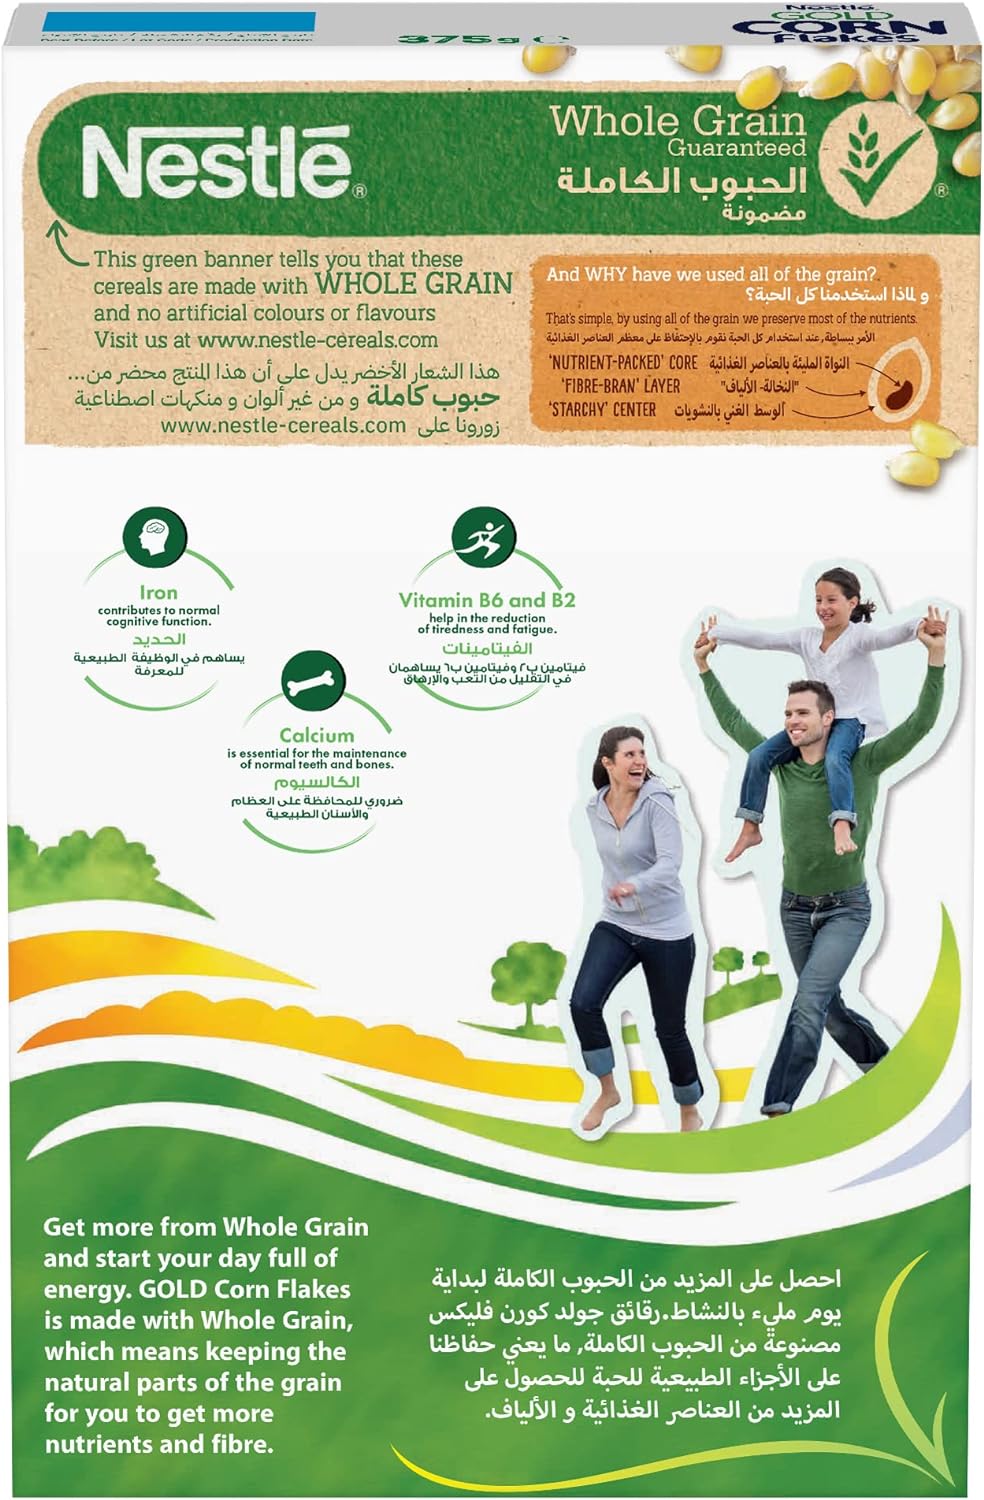 Best Before / Lot Code / Production Date
375g e
Nestlé
GOLD
CORN
Flakes
Nestlé®
Whole Grain
Guaranteed
الحبوب الكاملة
مضمونة
®
This green banner tells you that these
cereals are made with WHOLE GRAIN
and no artificial colours or flavours
Visit us at www.nestle-cereals.com
هذا الشعار الأخضر يدل على أن هذا المنتج محضر من...
حبوب كاملة و من غير ألوان و منكهات اصطناعية
زورونا على www.nestle-cereals.com
And WHY have we used all of the grain?
و لماذا استخدمنا كل الحبة؟
That's simple, by using all of the grain we preserve most of the nutrients.
الأمر ببساطة, عند استخدام كل الحبة نقوم بالإحتفاظ على معظم العناصر الغذائية
'NUTRIENT-PACKED' CORE النواة المليئة بالعناصر الغذائية
'FIBRE-BRAN' LAYER "النخالة- الألياف"
'STARCHY' CENTER الوسط الغني بالنشويات
Iron
contributes to normal
cognitive function.
الحديد
يساهم في الوظيفة الطبيعية
للمعرفة
Vitamin B6 and B2
help in the reduction
of tiredness and fatigue.
الفيتامينات
فيتامين ب٢ وفيتامين ب٦ يساهمان
في التقليل من التعب والإرهاق
Calcium
is essential for the maintenance
of normal teeth and bones.
الكالسيوم
ضروري للمحافظة على العظام
والأسنان الطبيعية
Get more from Whole Grain
and start your day full of
energy. GOLD Corn Flakes
is made with Whole Grain,
which means keeping the
natural parts of the grain
for you to get more
nutrients and fibre.
احصل على المزيد من الحبوب الكاملة لبداية
يوم مليء بالنشاط.رقائق جولد كورن فليكس
مصنوعة من الحبوب الكاملة, ما يعني حفاظنا
على الأجزاء الطبيعية للحبة للحصول على
المزيد من العناصر الغذائية و الألياف.